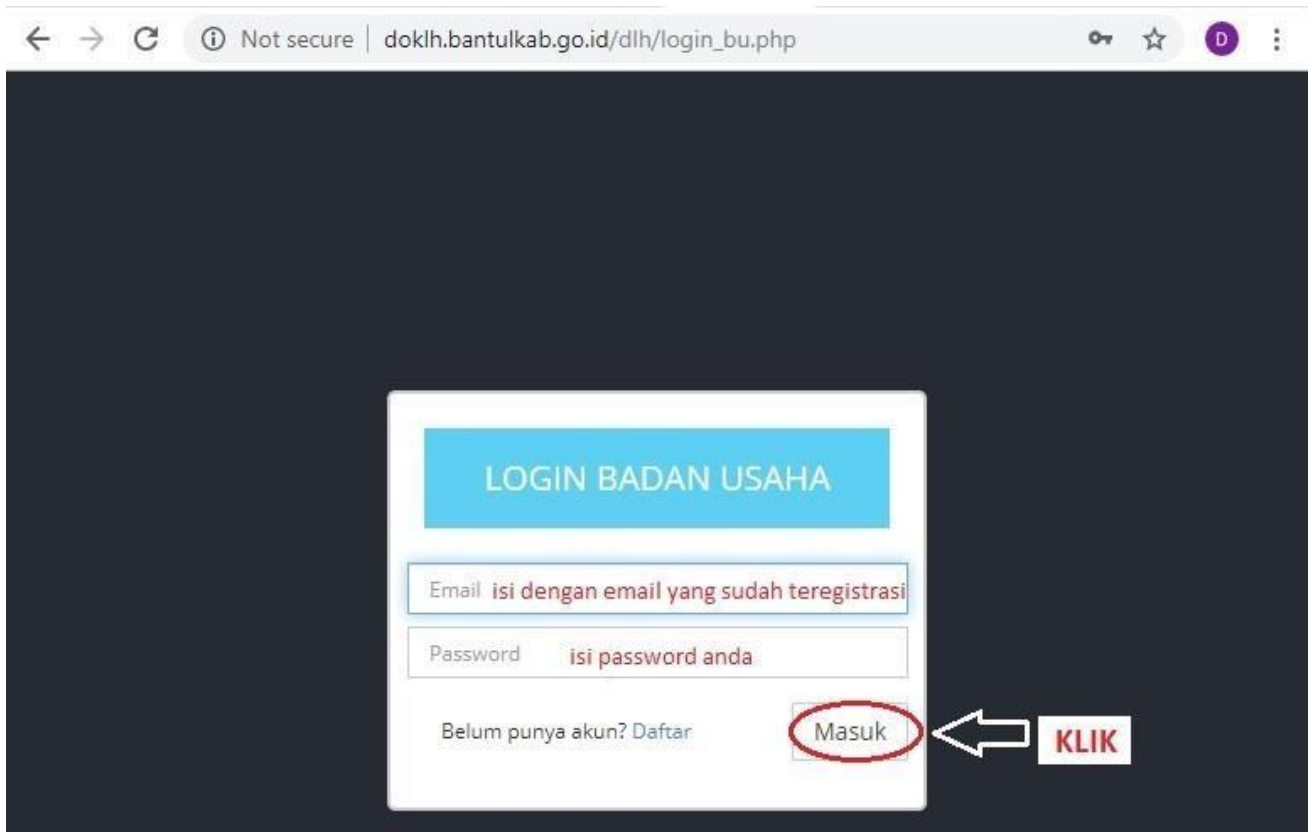 Not secure | doklh.bantulkab.go.id/dlh/login_bu.php D
LOGIN BADAN USAHA
Email isi dengan email yang sudah teregistrasi
Password isi password anda
Belum punya akun? Daftar Masuk KLIK